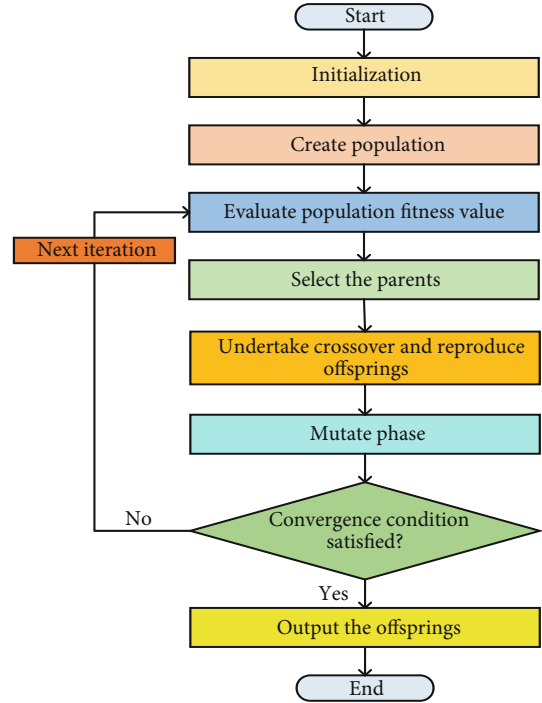 Start
Initialization
Create population
Evaluate population fitness value
Next iteration
Select the parents
Undertake crossover and reproduce
offsprings
Mutate phase
Convergence condition
satisfied?
No
Yes
Output the offsprings
End